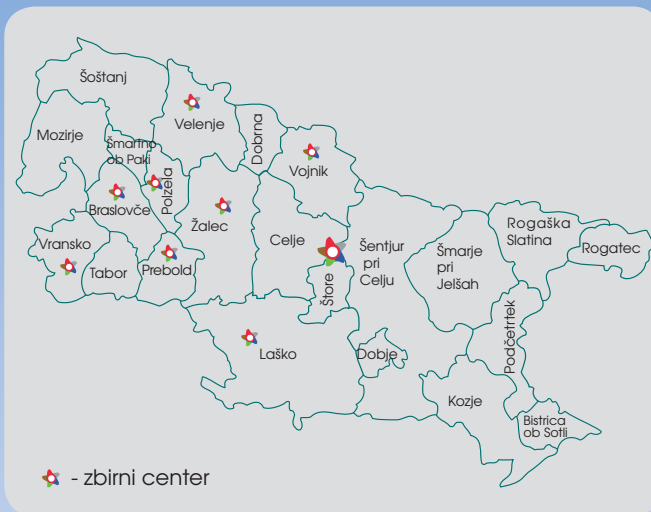 Šoštanj
Velenje
Mozirje
Šmartno
ob Paki
Dobrna
Vojnik
Polzela
Braslovče
Žalec
Vransko
Tabor
Prebold
Celje
Štore
Šentjur
pri
Celju
Šmarje
pri
Jelšah
Rogaška
Slatina
Rogatec
Podčetrtek
Laško
Dobje
Kozje
Bistrica
ob Sotli
- zbirni center